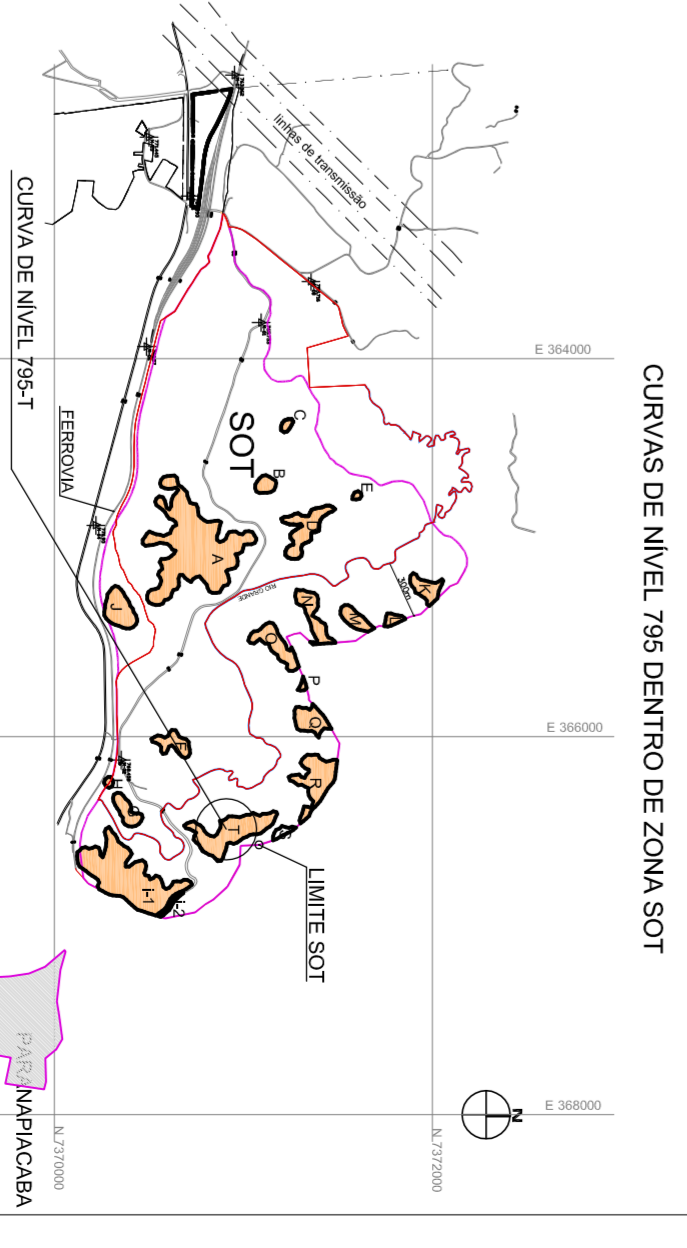 CURVAS DE NÍVEL 795 DENTRO DE ZONA SOT
linhas de transmissão
CURVA DE NÍVEL 795-T
FERROVIA
SOT
E 364000
E 366000
E 368000
N 7370000
N 7372000
N
LIMITE SOT
RIO GRANDE
300m
PARANAPIACABA
A
B
C
D
E
F
H
i-1
i-2
J
K
L
M
N
O
P
Q
R
S
T